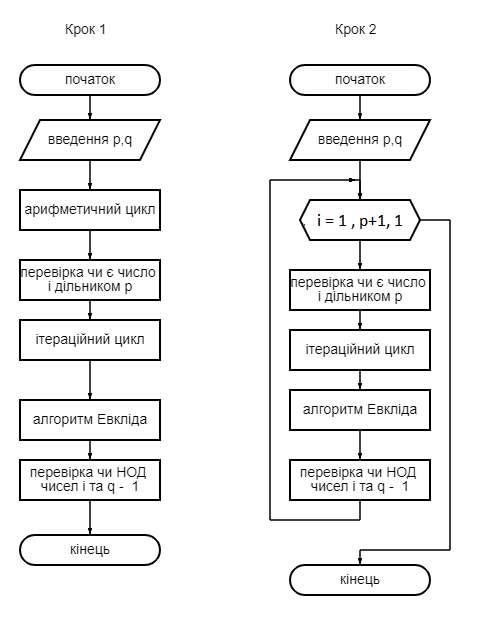 Крок 1
початок
введення p,q
арифметичний цикл
перевірка чи є число
і дільником p
ітераційний цикл
алгоритм Евкліда
перевірка чи НОД
чисел і та q - 1
кінець
Крок 2
початок
введення p,q
i = 1 , p+1, 1
перевірка чи є число
і дільником p
ітераційний цикл
алгоритм Евкліда
перевірка чи НОД
чисел і та q - 1
кінець